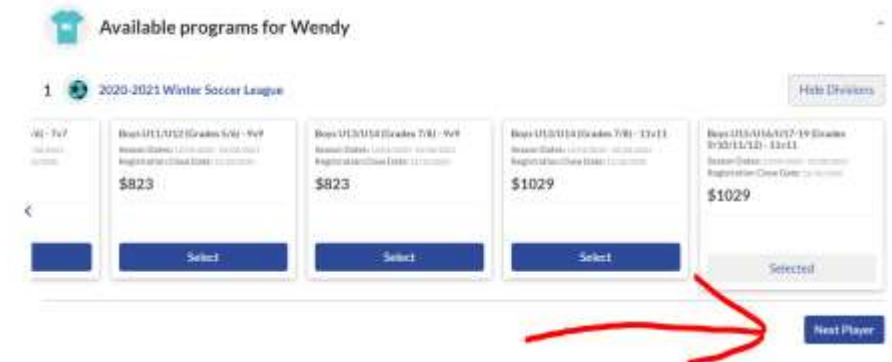 Available programs for Wendy
1 2020-2021 Winter Soccer League
Hide Divisions
7v7
Boys U11/U12 (Grades 5/6) - 9v9
Season Dates:
Registration Close Date:
$823
Select
Boys U13/U14 (Grades 7/8) - 9v9
Season Dates:
Registration Close Date:
$823
Select
Boys U13/U14 (Grades 7/8) - 11v11
Season Dates:
Registration Close Date:
$1029
Select
Boys U15/U16/U17-19 (Grades
9/10/11/12) - 11v11
Season Dates:
Registration Close Date:
$1029
Selected
Next Player